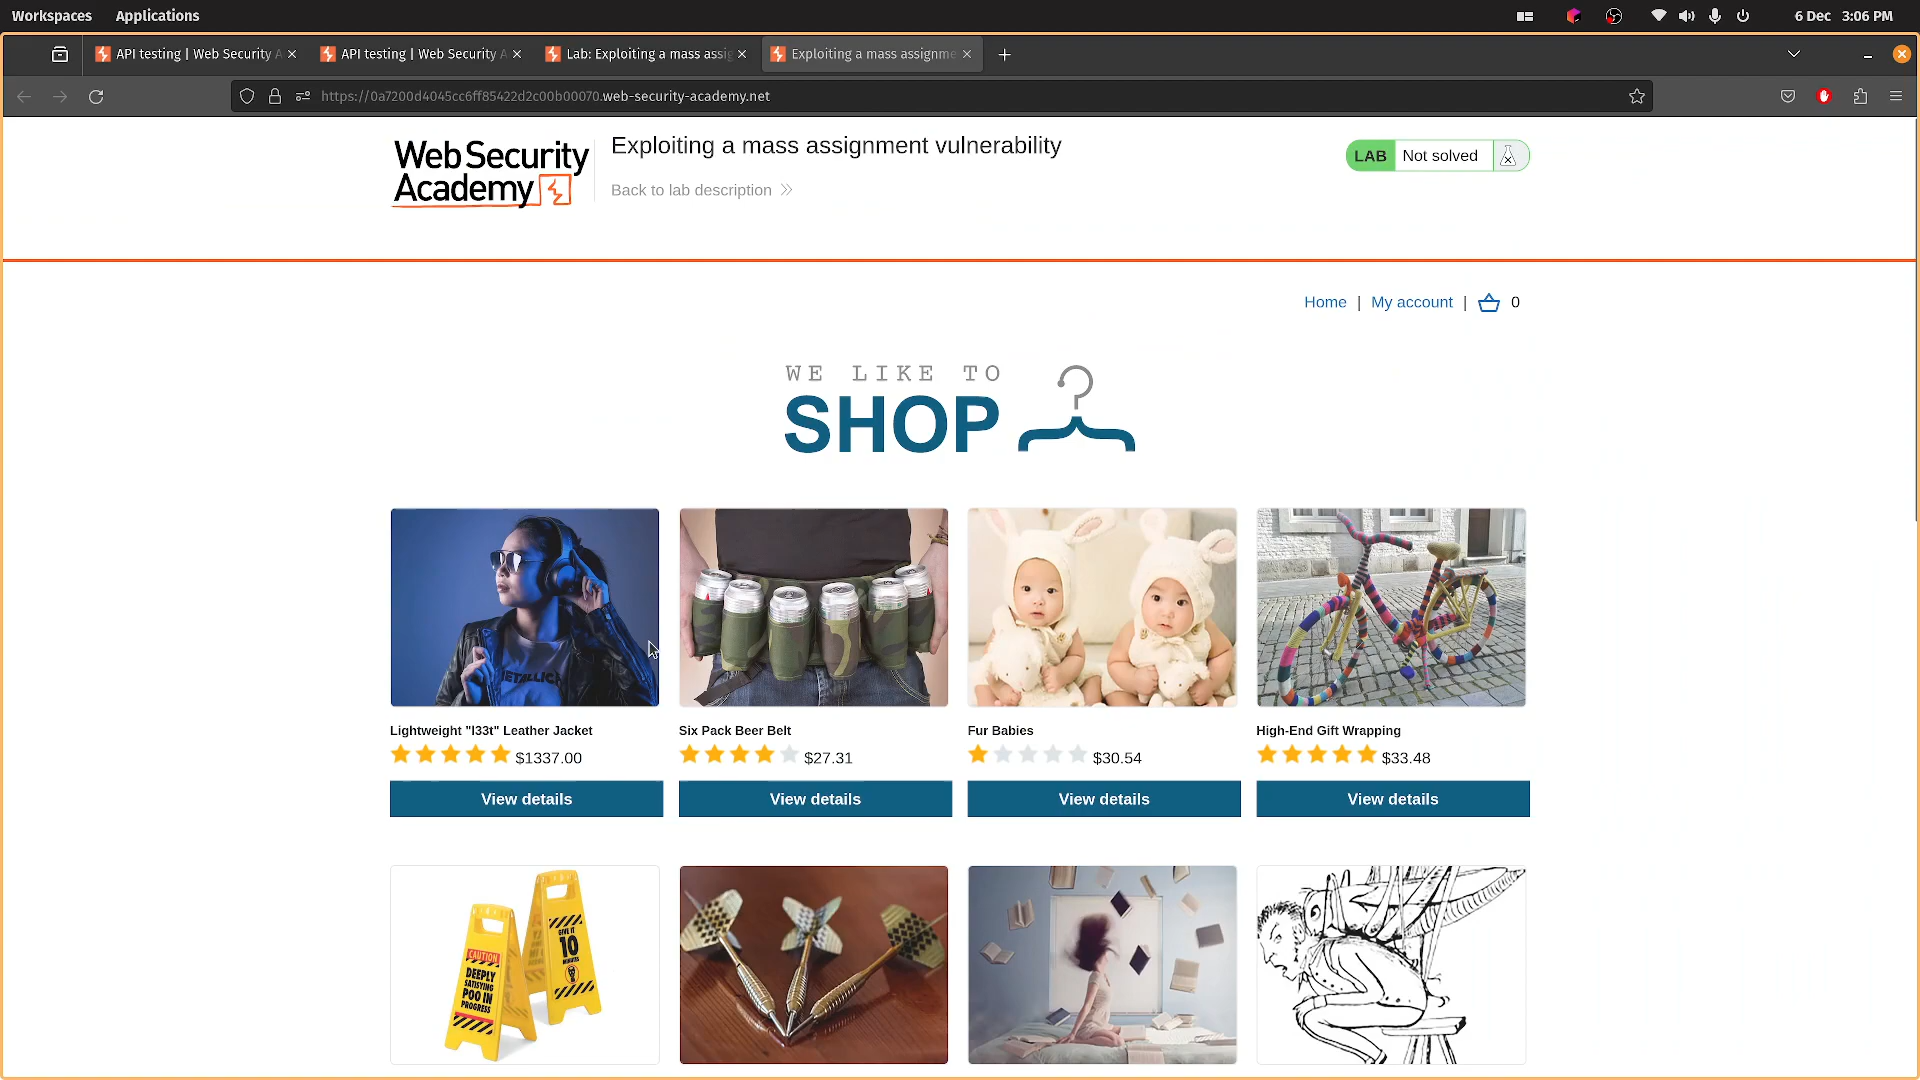 Workspaces Applications 6 Dec 3:06 PM
API testing | Web Security A API testing | Web Security A Lab: Exploiting a mass assig Exploiting a mass assignme
https://0a7200d4045cc6ff85422d2c00b00070.web-security-academy.net
Web Security
Academy
Exploiting a mass assignment vulnerability
Back to lab description
LAB Not solved
Home | My account | 0
WE LIKE TO
SHOP
METALLICA
Lightweight "l33t" Leather Jacket Six Pack Beer Belt Fur Babies High-End Gift Wrapping
$1337.00 $27.31 $30.54 $33.48
View details View details View details View details
GIVE IT
10
MINUTES
CAUTION
DEEPLY
SATISFYING
POO IN
PROGRESS